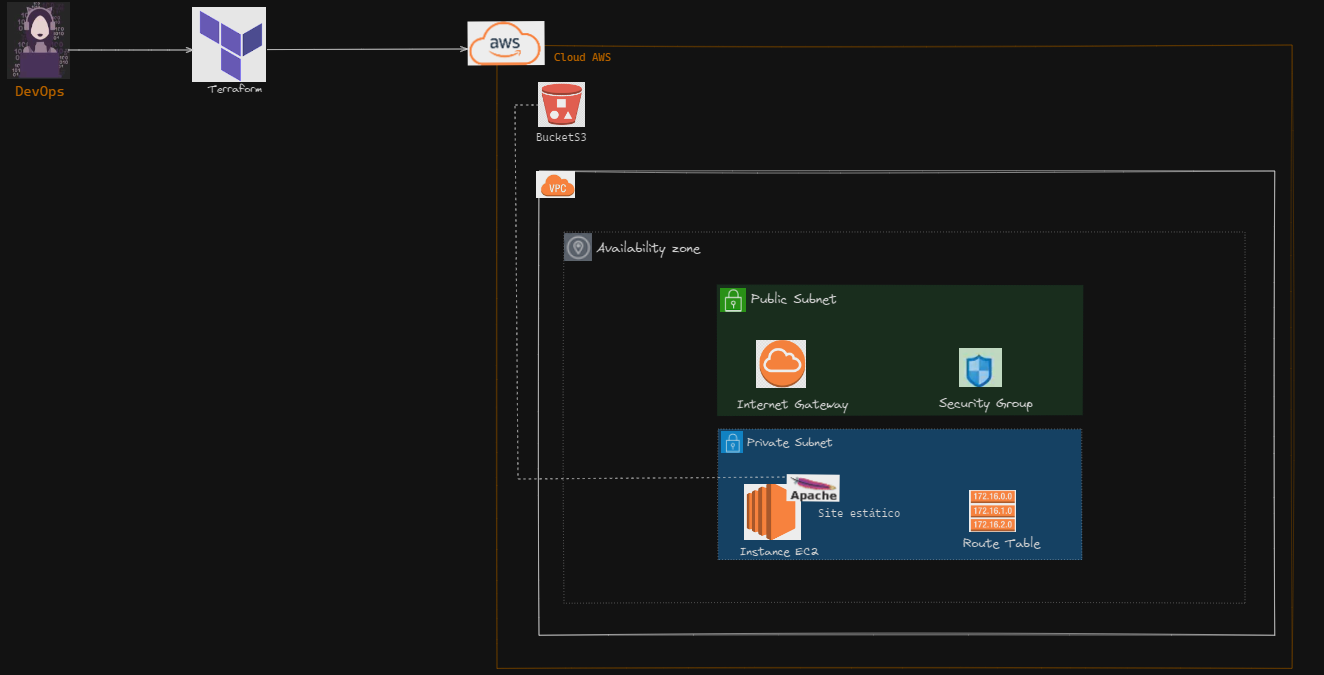 DevOps
Terraform
aws
Cloud AWS
BucketS3
VPC
Availability zone
Public Subnet
Internet Gateway
Security Group
Private Subnet
Apache
Site estático
Instance EC2
172.16.0.0
172.16.1.0
172.16.2.0
Route Table